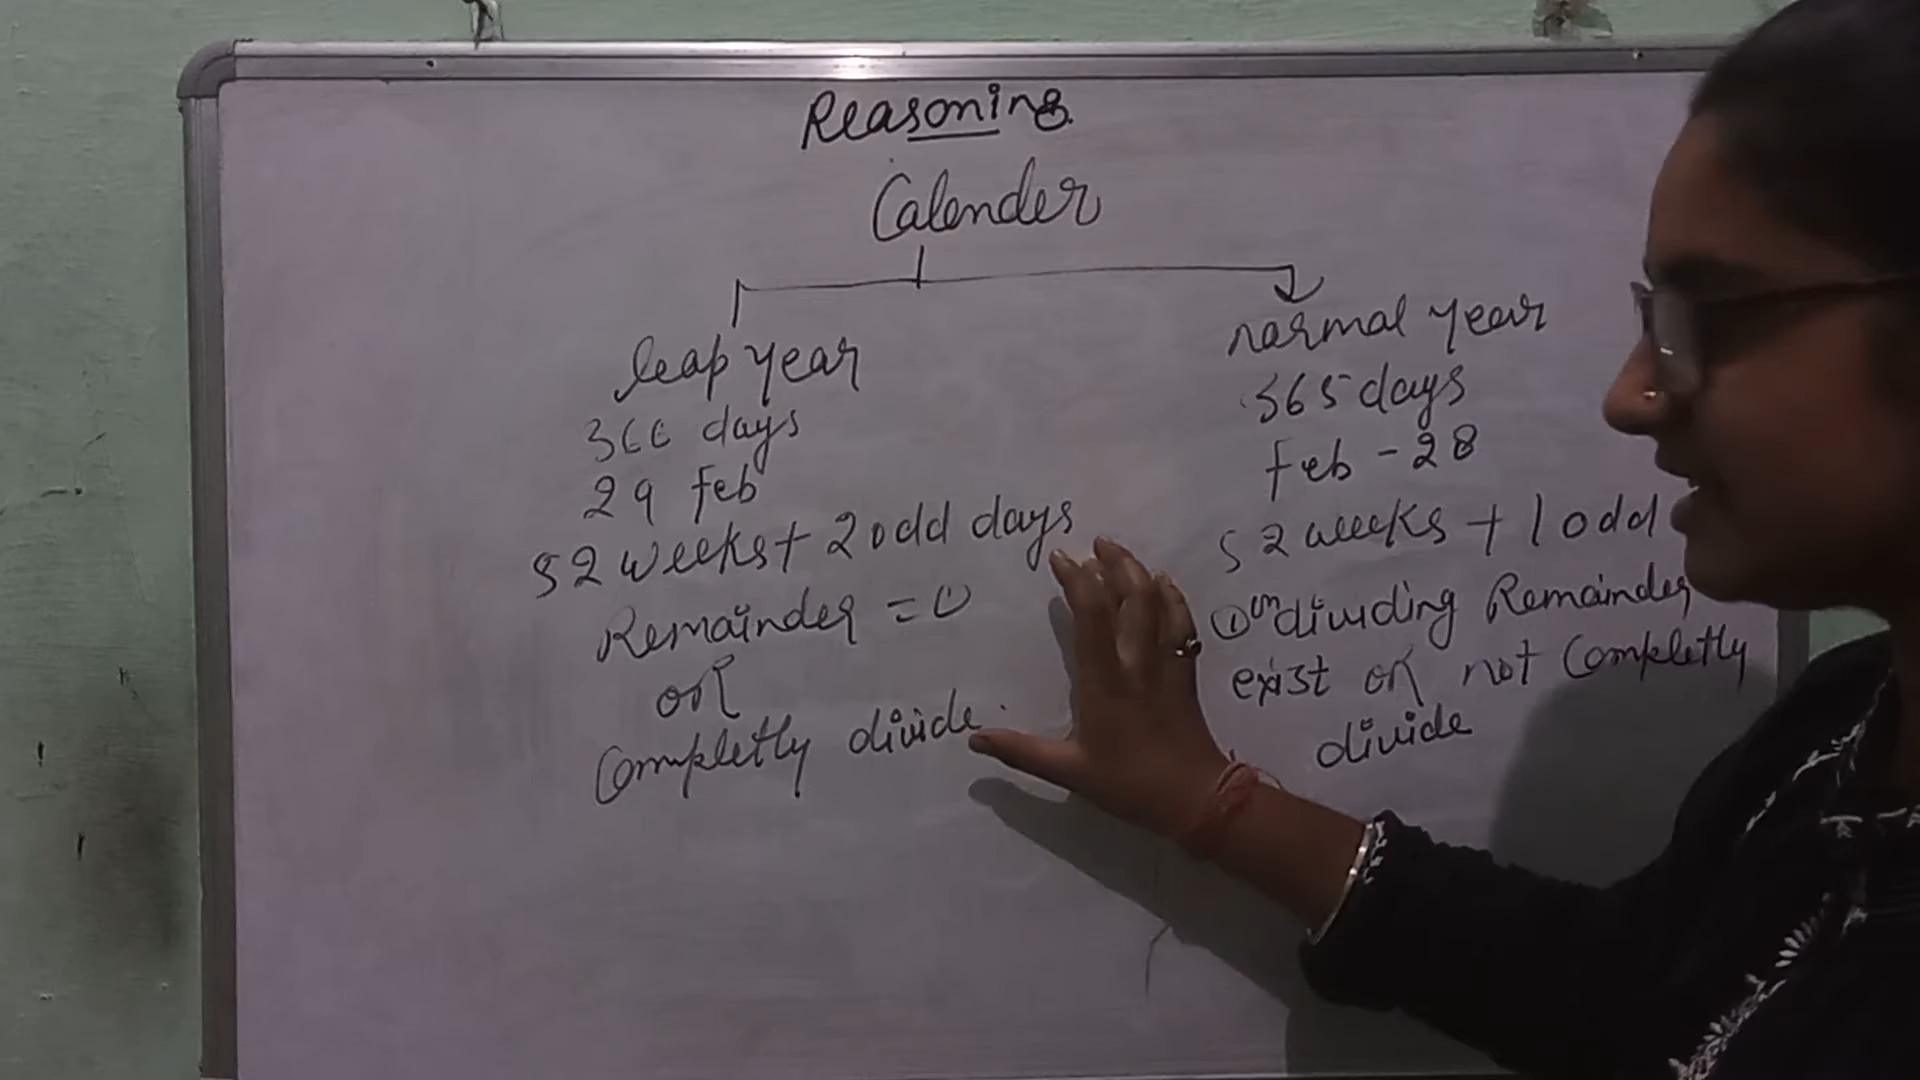 Reasoning
Calender
leap year
366 days
29 feb
52 weeks + 2 odd days
Remainder = 0
or
Completly divide.
normal year
365 days
feb - 28
52 weeks + 1 odd
① on dividing Remainder
exist or not Completly
divide